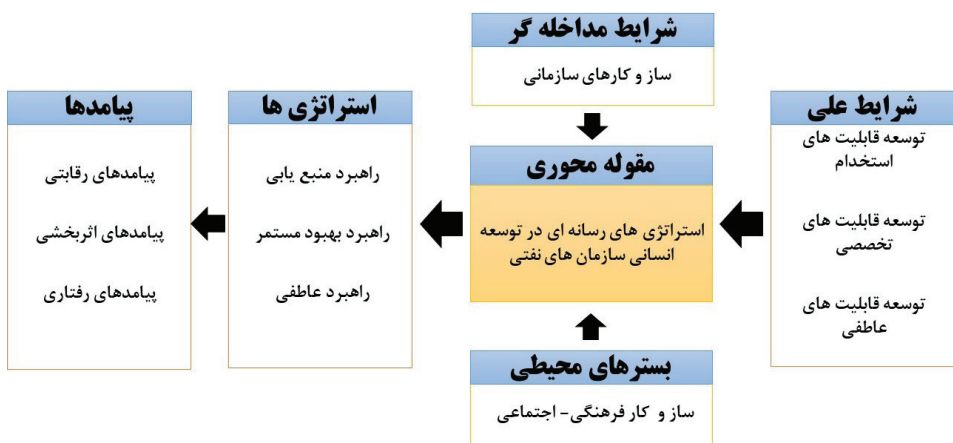 شرایط مداخله گر
ساز و کارهای سازمانی
شرایط علی
توسعه قابلیت های
استخدام
توسعه قابلیت های
تخصصی
توسعه قابلیت های
عاطفی
مقوله محوری
استراتژی های رسانه ای در توسعه
انسانی سازمان های نفتی
بسترهای محیطی
ساز و کار فرهنگی- اجتماعی
استراتژی ها
راهبرد منبع یابی
راهبرد بهبود مستمر
راهبرد عاطفی
پیامدها
پیامدهای رقابتی
پیامدهای اثربخشی
پیامدهای رفتاری